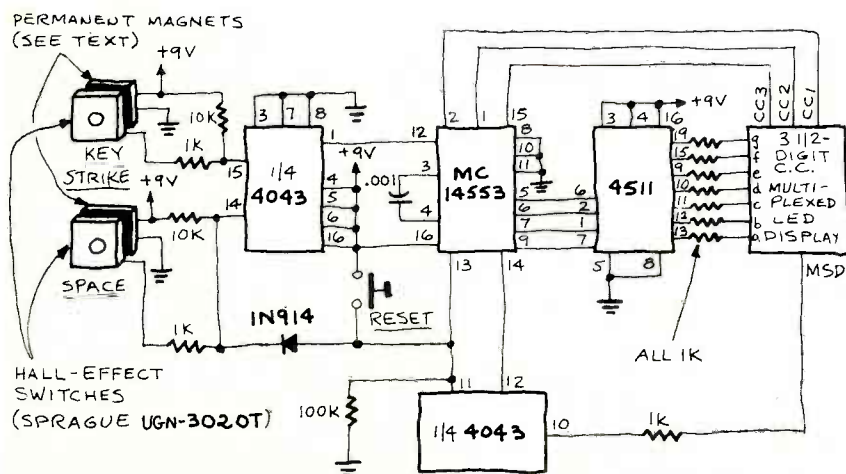 PERMANENT MAGNETS
(SEE TEXT)
+9V
10K
KEY
STRIKE
1K
+9V
10K
SPACE
1K
HALL-EFFECT
SWITCHES
(SPRAGUE UGN-3020T)
3 7 8
1
15
1/4
4043
14
4
5
6
16
+9V
.001
1N914
RESET
100K
2 1 15
12
3
4
16
MC
14553
8
10
11
5
6
7
9
13 14
3 4 16
+9V
6
2
1
7
4511
19
15
9
10
11
12
13
5 8
ALL 1K
CC3
CC2
CC1
g 3 1/2-
f DIGIT
e C.C.
d MULTI-
c PLEXED
b LED
a DISPLAY
MSD
11 12
1/4 4043
10
1K